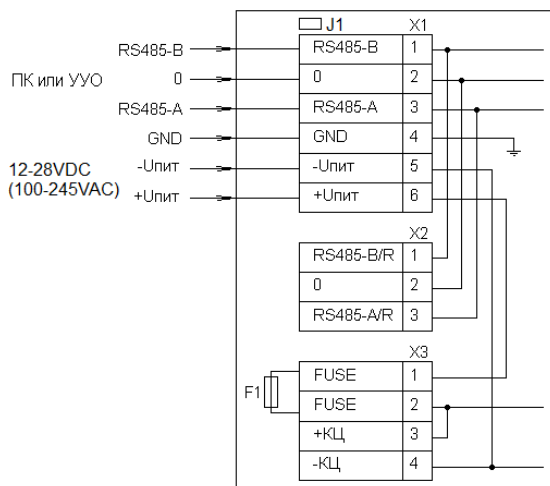 J1 X1
RS485-B RS485-B 1
ПК или УУО 0 0 2
RS485-A RS485-A 3
GND GND 4
12-28VDC -Uпит -Uпит 5
(100-245VAC) +Uпит +Uпит 6
X2
RS485-B/R 1
0 2
RS485-A/R 3
X3
FUSE 1
F1 FUSE 2
+КЦ 3
-КЦ 4